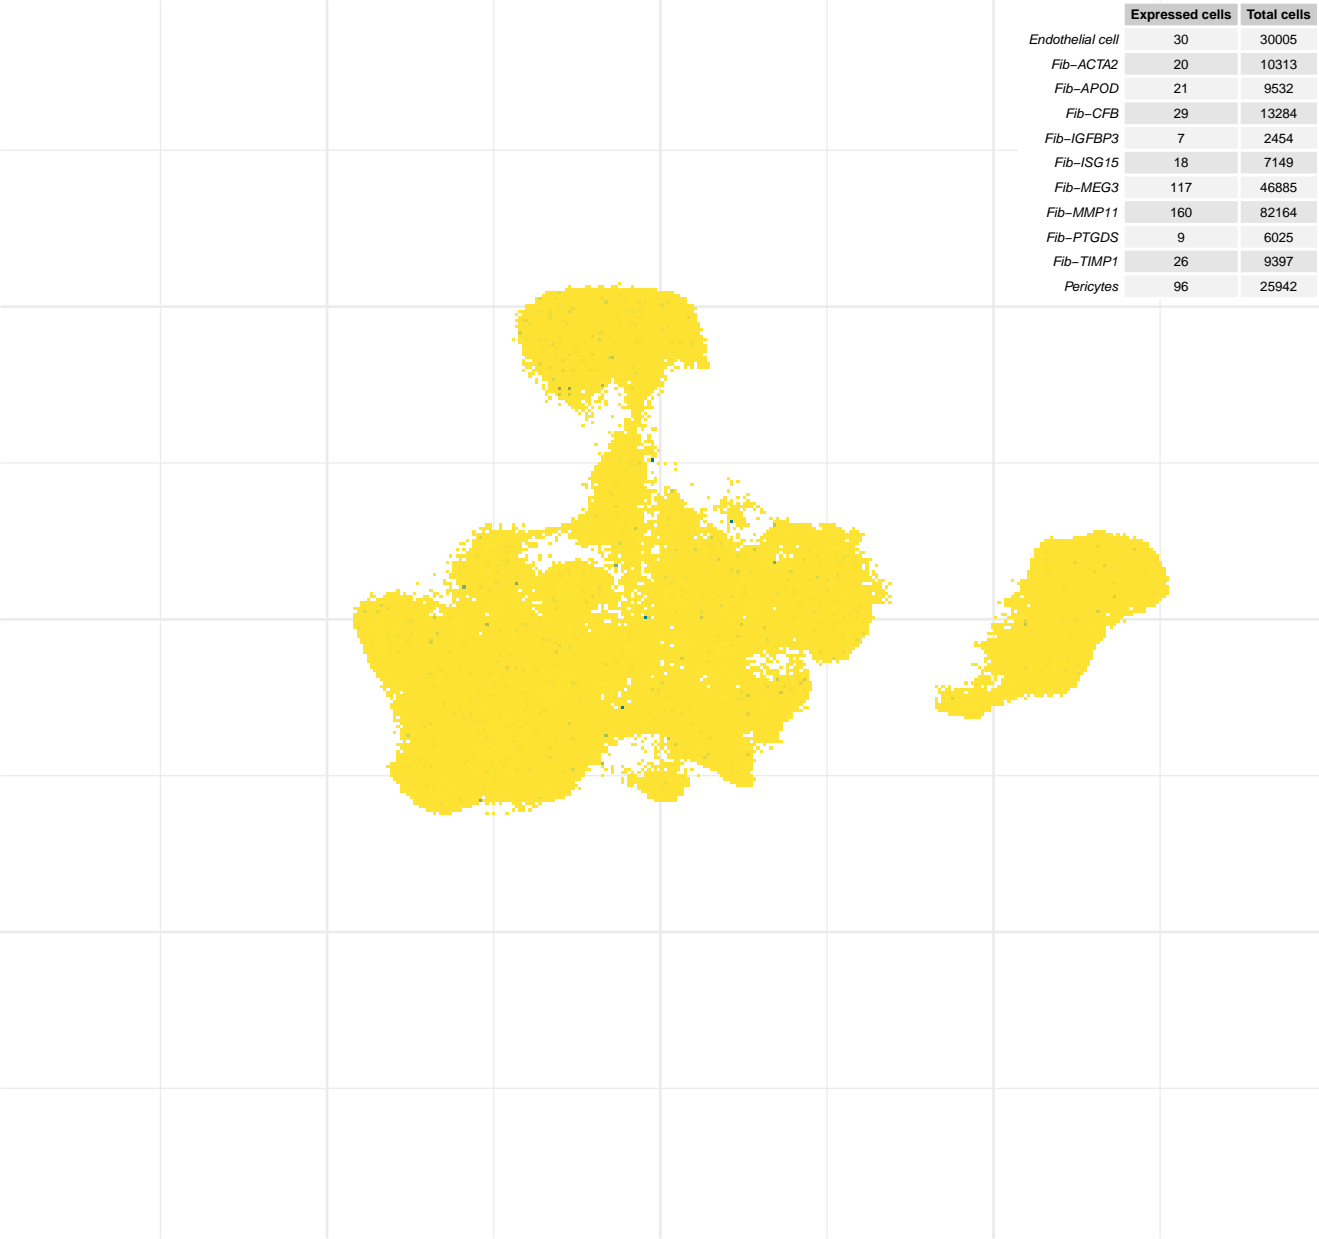 Expressed cells Total cells
Endothelial cell 30 30005
Fib−ACTA2 20 10313
Fib−APOD 21 9532
Fib−CFB 29 13284
Fib−IGFBP3 7 2454
Fib−ISG15 18 7149
Fib−MEG3 117 46885
Fib−MMP11 160 82164
Fib−PTGDS 9 6025
Fib−TIMP1 26 9397
Pericytes 96 25942